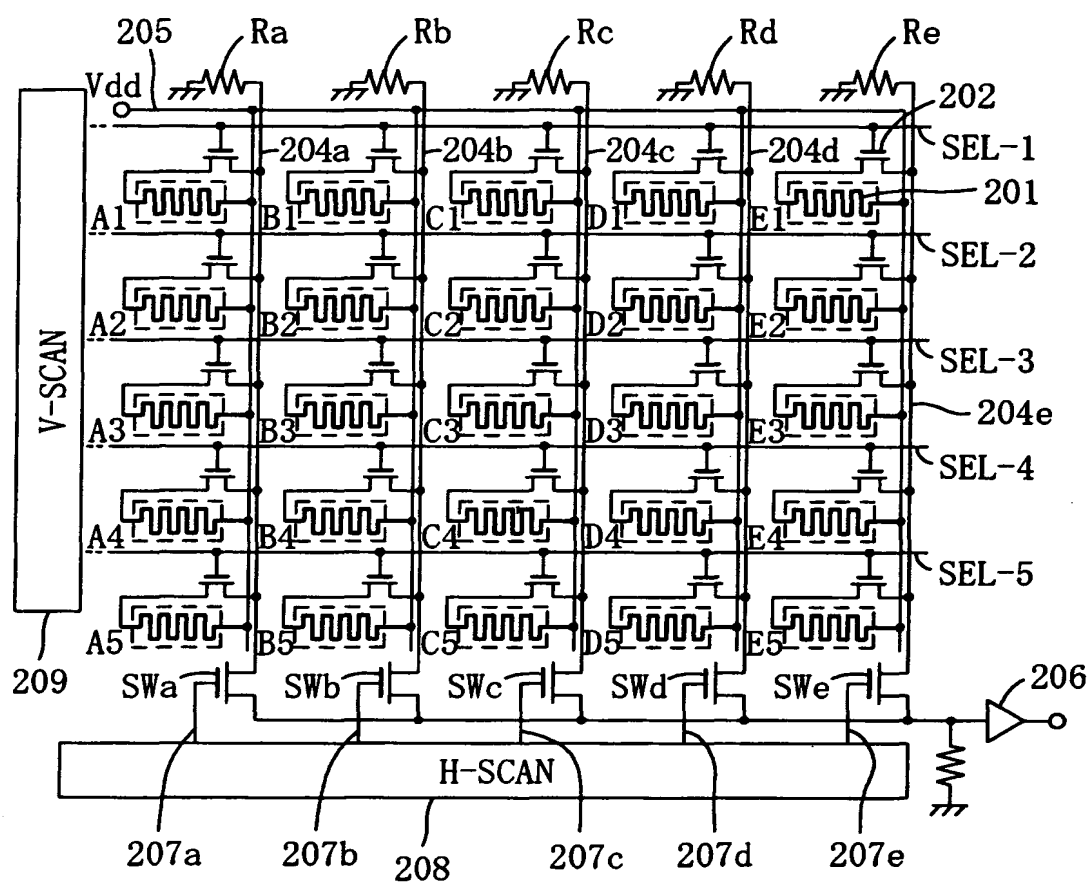 205 Ra Rb Rc Rd Re
Vdd
202
204a 204b 204c 204d SEL-1
201
A1 B1 C1 D1 E1
SEL-2
A2 B2 C2 D2 E2
SEL-3
V-SCAN
A3 B3 C3 D3 E3 204e
SEL-4
A4 B4 C4 D4 E4
SEL-5
A5 B5 C5 D5 E5
209 SWa SWb SWc SWd SWe 206
H-SCAN
207a 207b 208 207c 207d 207e